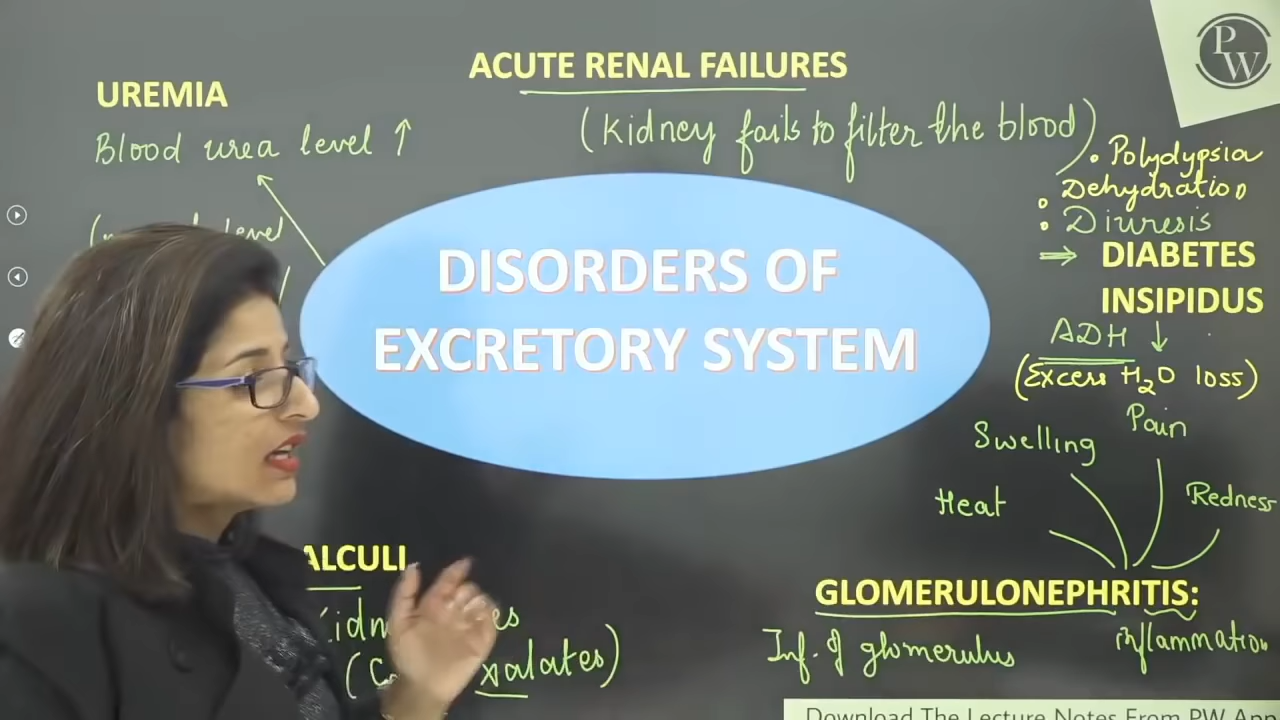 PW
ACUTE RENAL FAILURES
(Kidney fails to filter the blood)
UREMIA
Blood urea level ↑
level
• Polydypsia
• Dehydration
• Diuresis
⇒ DIABETES
INSIPIDUS
ADH ↓
(Excess H₂O loss)
DISORDERS OF
EXCRETORY SYSTEM
Pain
Swelling
Heat
Redness
ALCULI
xalates)
GLOMERULONEPHRITIS:
Inf. of glomerulus
inflammation
Download The Lecture Notes From PW App